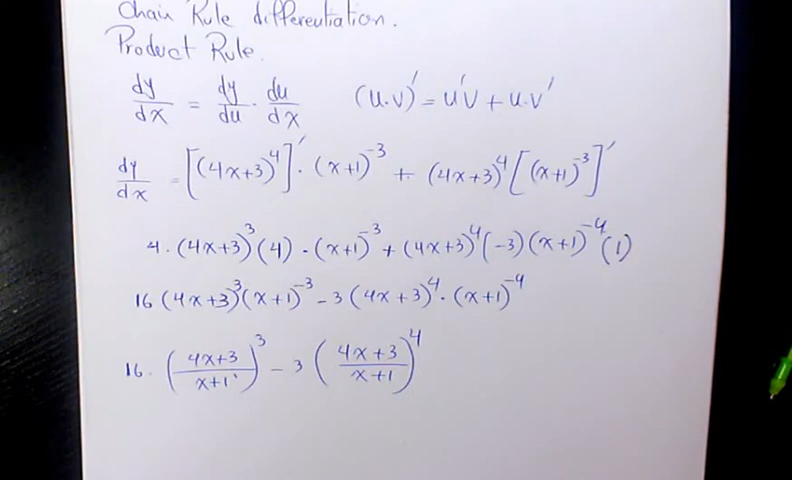 Chain Rule differentiation.
Product Rule.
dy/dx = dy/du · du/dx (u.v)' = u'v + u.v'
dy/dx = [(4x+3)^4]' · (x+1)^-3 + (4x+3)^4 [(x+1)^-3]'
4 · (4x+3)^3 (4) · (x+1)^-3 + (4x+3)^4 (-3) (x+1)^-4 (1)
16 (4x+3)^3 (x+1)^-3 - 3 (4x+3)^4 · (x+1)^-4
16 · ((4x+3)/(x+1))^3 - 3 ((4x+3)/(x+1))^4